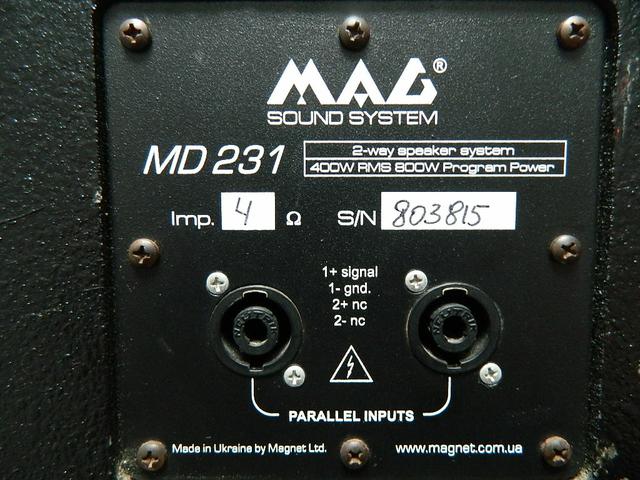 MAG®
SOUND SYSTEM
MD 231
2-way speaker system
400W RMS 800W Program Power
Imp. 4 Ω S/N 803815
1+ signal
1- gnd.
2+ nc
2- nc
PARALLEL INPUTS
Made in Ukraine by Magnet Ltd. www.magnet.com.ua